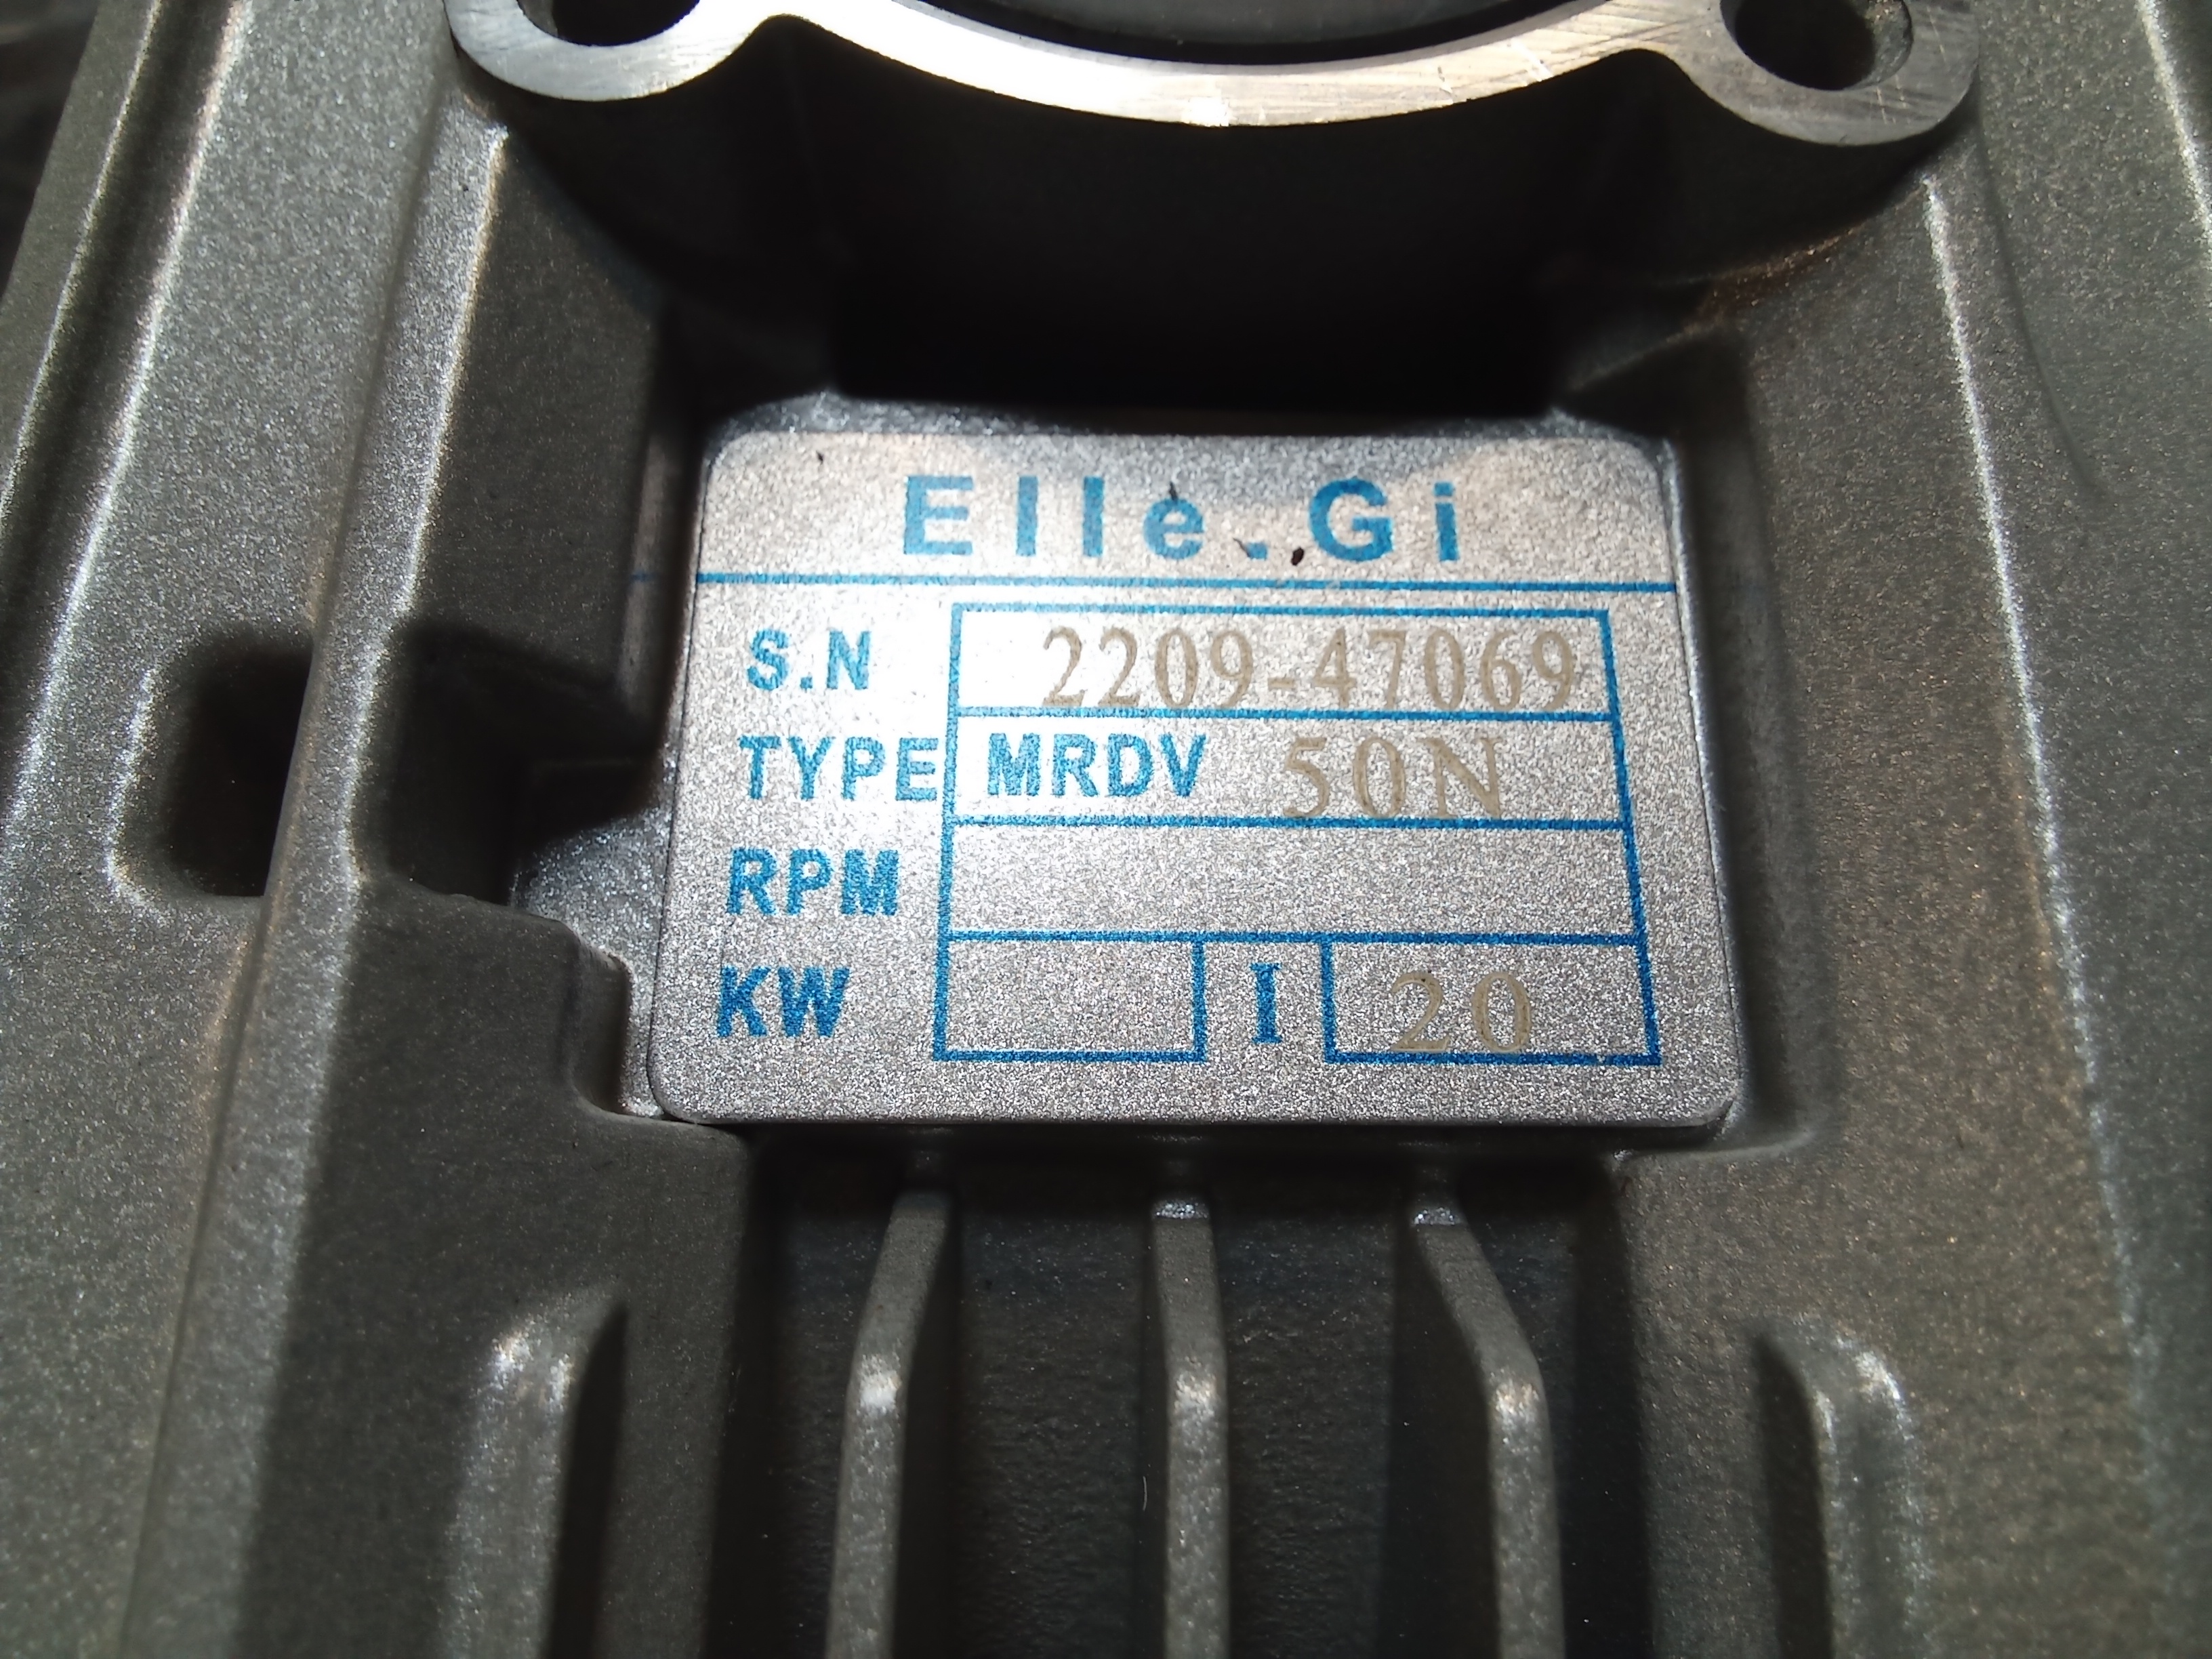 Elle.Gi
S.N 2209-47069
TYPE MRDV 50N
RPM
KW I 20